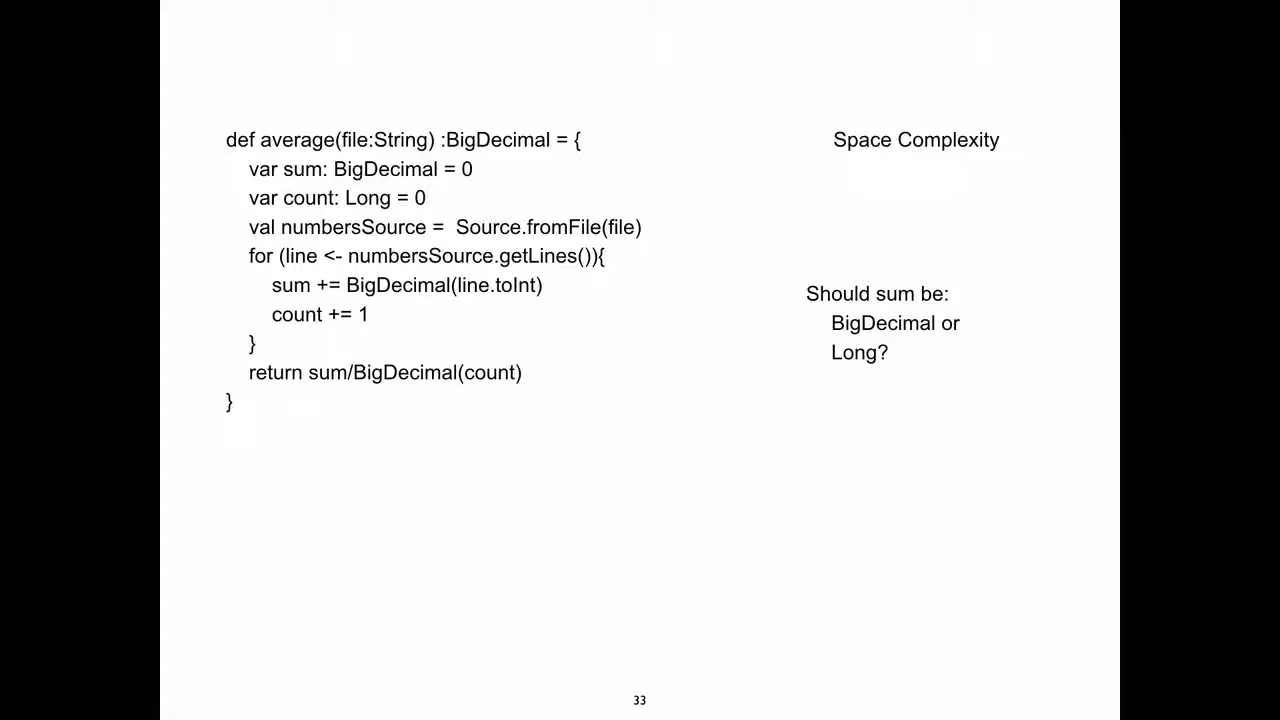 def average(file:String) :BigDecimal = {
var sum: BigDecimal = 0
var count: Long = 0
val numbersSource =  Source.fromFile(file)
for (line <- numbersSource.getLines()){
sum += BigDecimal(line.toInt)
count += 1
}
return sum/BigDecimal(count)
}
Space Complexity
Should sum be:
BigDecimal or
Long?
33